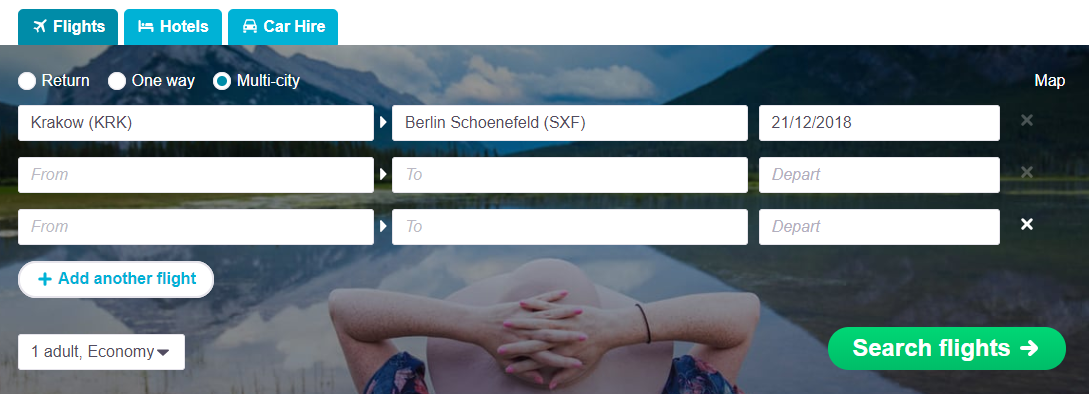 Flights Hotels Car Hire
Return One way Multi-city Map
Krakow (KRK) Berlin Schoenefeld (SXF) 21/12/2018
From To Depart
From To Depart
Add another flight
1 adult, Economy Search flights